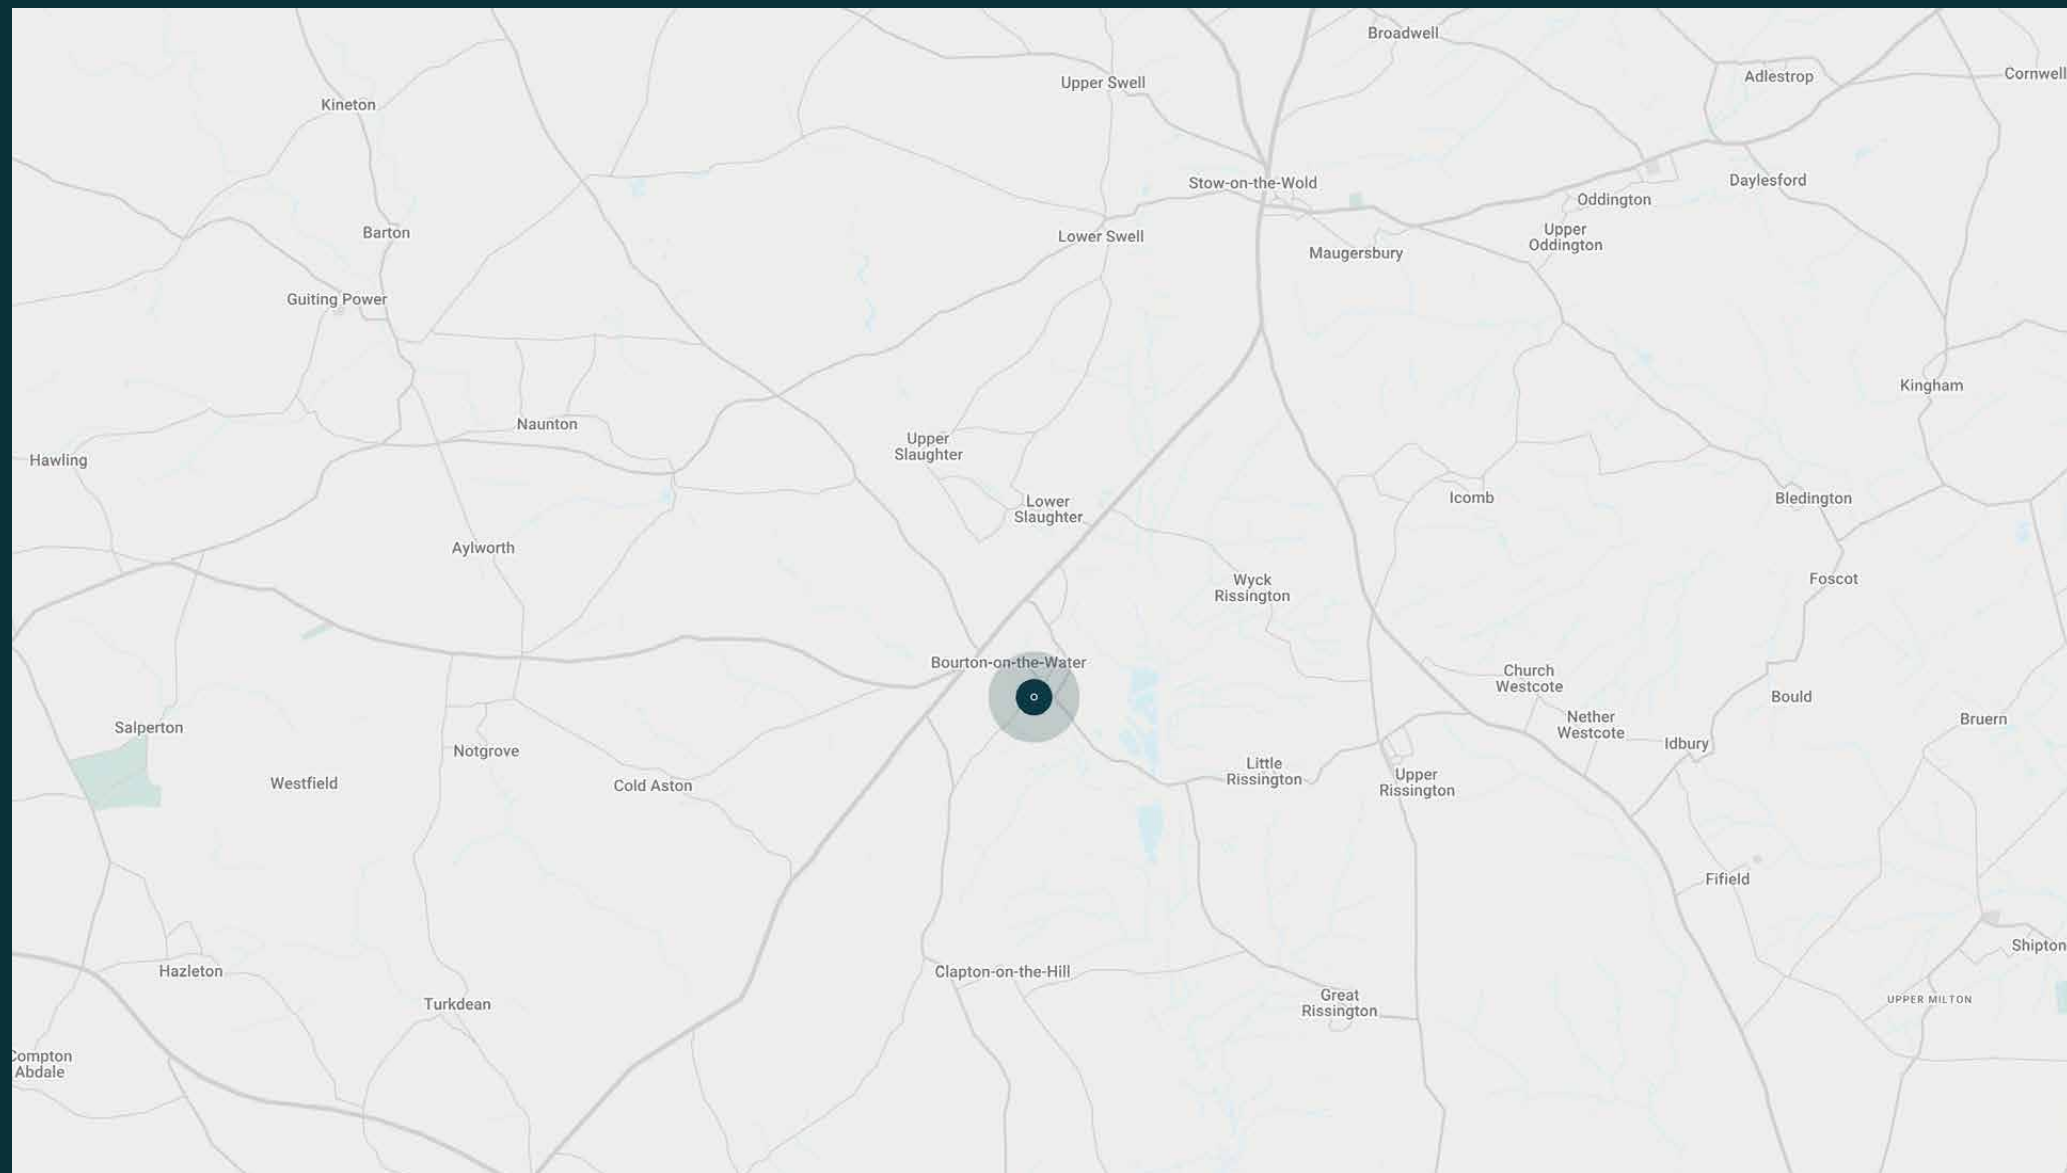 Broadwell
Adlestrop
Cornwell
Upper Swell
Kineton
Stow-on-the-Wold
Daylesford
Oddington
Barton
Lower Swell
Upper
Oddington
Maugersbury
Guiting Power
Kingham
Naunton
Upper
Slaughter
Hawling
Lower
Slaughter
Icomb
Bledington
Aylworth
Wyck
Rissington
Foscot
Bourton-on-the-Water
Church
Westcote
Bould
Salperton
Nether
Westcote
Bruern
Notgrove
Idbury
Westfield
Cold Aston
Little
Rissington
Upper
Rissington
Fifield
Shipton
Hazleton
Clapton-on-the-Hill
Turkdean
Great
Rissington
UPPER MILTON
Compton
Abdale